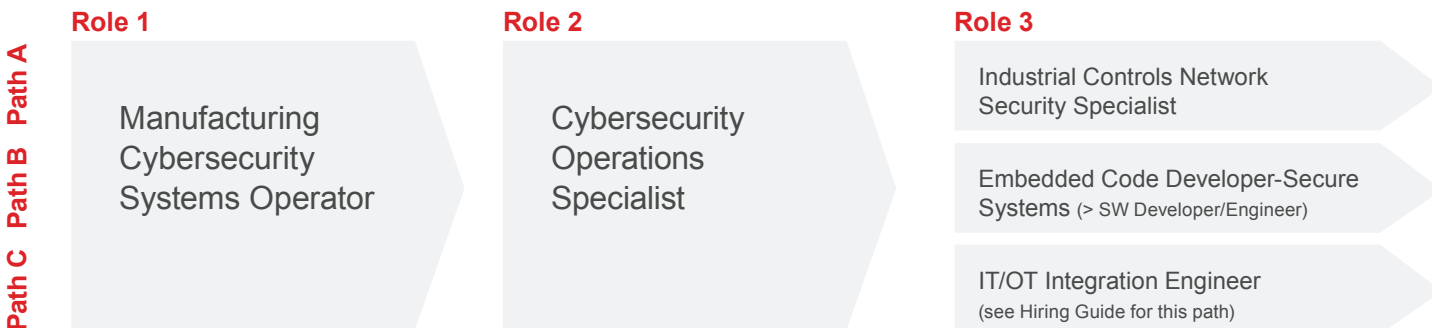 Role 1
Role 2
Role 3
Path A
Path B
Path C
Manufacturing
Cybersecurity
Systems Operator
Cybersecurity
Operations
Specialist
Industrial Controls Network
Security Specialist
Embedded Code Developer-Secure
Systems (> SW Developer/Engineer)
IT/OT Integration Engineer
(see Hiring Guide for this path)